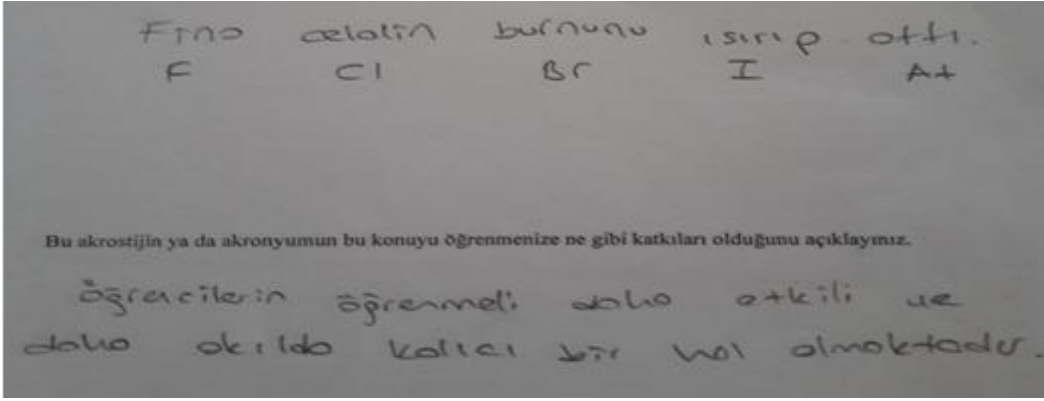 Fino celalin burnunu ısırıp attı.
F Cl Br I At
Bu akrostijin ya da akronyumun bu konuyu öğrenmenize ne gibi katkıları olduğunu açıklayınız.
öğrencilerin öğrenmeli daha etkili ve
daha akılda kalıcı bir hal olmaktadır.